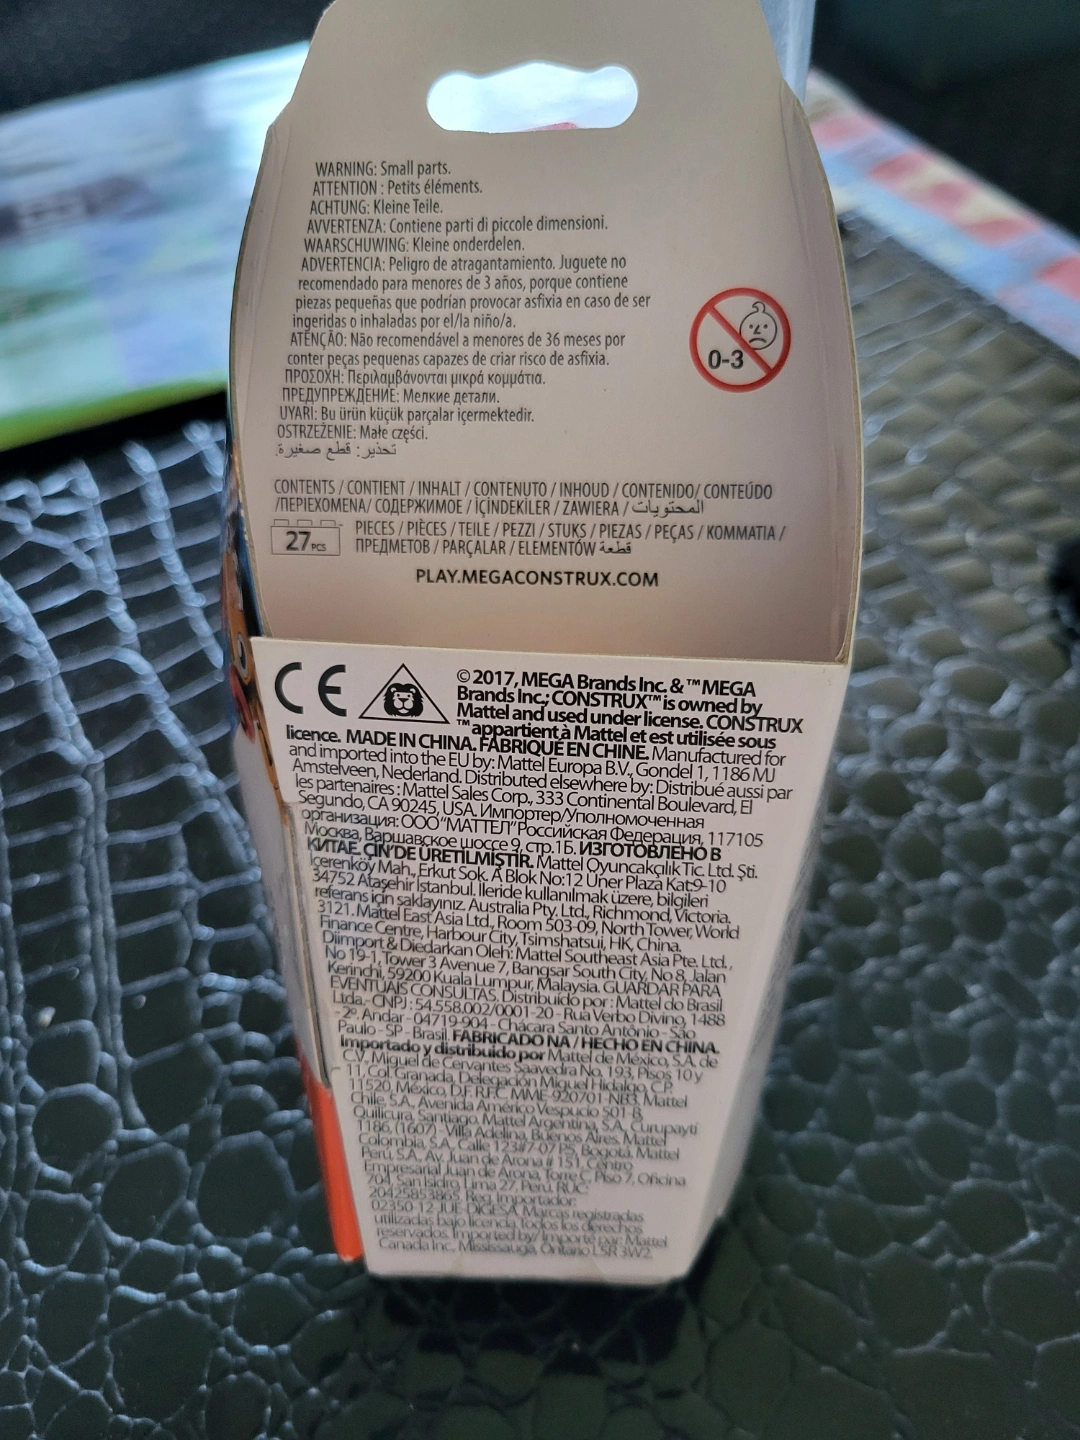 WARNING: Small parts.
ATTENTION : Petits éléments.
ACHTUNG: Kleine Teile.
AVVERTENZA: Contiene parti di piccole dimensioni.
WAARSCHUWING: Kleine onderdelen.
ADVERTENCIA: Peligro de atragantamiento. Juguete no
recomendado para menores de 3 años, porque contiene
piezas pequeñas que podrían provocar asfixia en caso de ser
ingeridas o inhaladas por el/la niño/a.
ATENÇÃO: Não recomendável a menores de 36 meses por
conter peças pequenas capazes de criar risco de asfixia.
ΠΡΟΣΟΧΗ: Περιλαμβάνονται μικρά κομμάτια.
ПРЕДУПРЕЖДЕНИЕ: Мелкие детали.
UYARI: Bu ürün küçük parçalar içermektedir.
OSTRZEŻENIE: Małe części.
تحذير: قطع صغيرة.
0-3
CONTENTS / CONTIENT / INHALT / CONTENUTO / INHOUD / CONTENIDO/ CONTEÚDO
/ΠΕΡΙΕΧΟΜΕΝΑ/ СОДЕРЖИМОЕ / İÇİNDEKİLER / ZAWIERA / المحتويات
27 PCS
PIECES / PIÈCES / TEILE / PEZZI / STUKS / PIEZAS / PEÇAS / KOMMATIA /
ПРЕДМЕТОВ / PARÇALAR / ELEMENTÓW قطعة
PLAY.MEGACONSTRUX.COM
CE
©2017, MEGA Brands Inc. & ™ MEGA
Brands Inc.; CONSTRUX™ is owned by
Mattel and used under license. CONSTRUX
™ appartient à Mattel et est utilisée sous
licence. MADE IN CHINA. FABRIQUÉ EN CHINE. Manufactured for
and imported into the EU by: Mattel Europa B.V., Gondel 1, 1186 MJ
Amstelveen, Nederland. Distributed elsewhere by: Distribué aussi par
les partenaires : Mattel Sales Corp., 333 Continental Boulevard, El
Segundo, CA 90245, USA. Импортер/Уполномоченная
организация: ООО"МАТТЕЛ" Российская Федерация, 117105
Москва, Варшавское шоссе 9, стр.1Б. ИЗГОТОВЛЕНО В
КИТАЕ. ÇİN'DE ÜRETİLMİŞTİR. Mattel Oyuncakçılık Tic. Ltd. Şti.
İçerenköy Mah., Erkut Sok. A Blok No:12 Üner Plaza Kat:9-10
34752 Ataşehir İstanbul. İleride kullanılmak üzere, bilgileri
referans için saklayınız. Australia Pty. Ltd., Richmond, Victoria.
3121. Mattel East Asia Ltd., Room 503-09, North Tower, World
Finance Centre, Harbour City, Tsimshatsui, HK, China.
Diimport & Diedarkan Oleh: Mattel Southeast Asia Pte. Ltd.,
No 19-1, Tower 3 Avenue 7, Bangsar South City, No 8, Jalan
Kerinchi, 59200 Kuala Lumpur, Malaysia. GUARDAR PARA
EVENTUAIS CONSULTAS. Distribuido por : Mattel do Brasil
Ltda.- CNPJ : 54.558.002/0001-20 - Rua Verbo Divino, 1488
- 2º. Andar - 04719-904 - Chácara Santo Antônio - São
Paulo - SP - Brasil. FABRICADO NA / HECHO EN CHINA.
Importado y distribuido por Mattel de México, S.A. de
C.V., Miguel de Cervantes Saavedra No. 193, Pisos 10 y
11, Col. Granada, Delegación Miguel Hidalgo, C.P.
11520, México, D.F. R.F.C. MME-920701-NB3. Mattel
Chile, S.A., Avenida Américo Vespucio 501-B,
Quilicura, Santiago. Mattel Argentina, S.A., Curupayti
1186, (1607) - Villa Adelina, Buenos Aires. Mattel
Colombia, S.A., Calle 123#7-07 P.5, Bogotá. Mattel
Perú, S.A., Av. Juan de Arona # 151, Centro
Empresarial Juan de Arona, Torre C, Piso 7, Oficina
704, San Isidro, Lima 27, Perú. RUC:
20425853865. Reg. Importador:
02350-12-JUE-DIGESA. Marcas registradas
utilizadas bajo licencia, todos los derechos
reservados. Imported by/ Importé par: Mattel
Canada Inc., Mississauga, Ontario L5R 3W2.